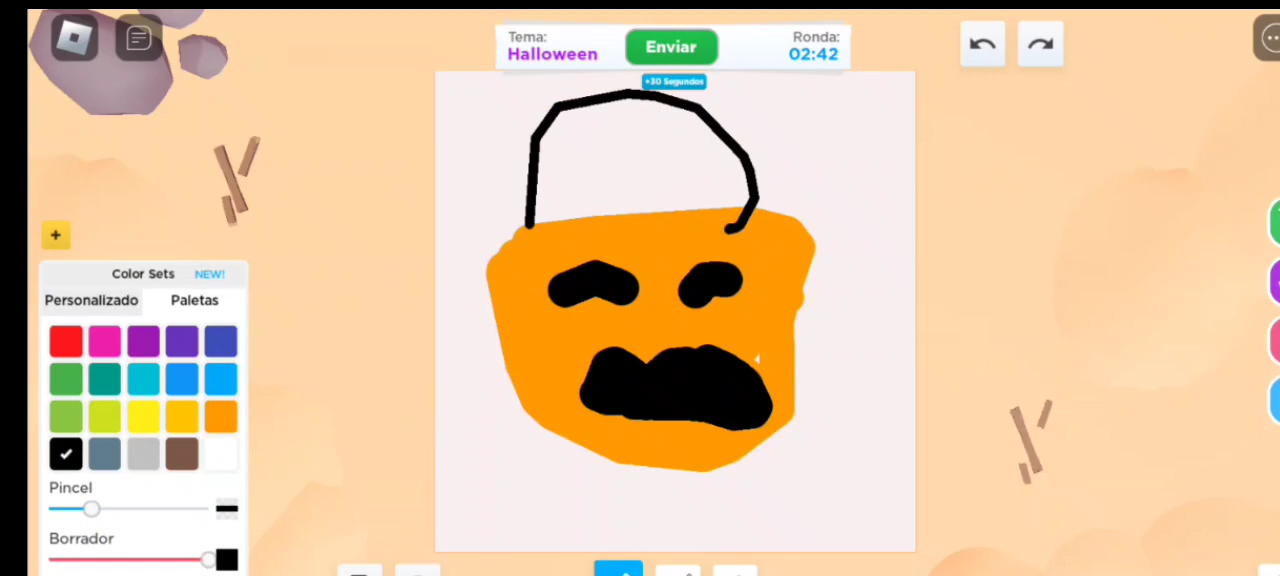 Tema:
Halloween
Enviar
Ronda:
02:42
+30 Segundos
Color Sets NEW!
Personalizado Paletas
Pincel
Borrador